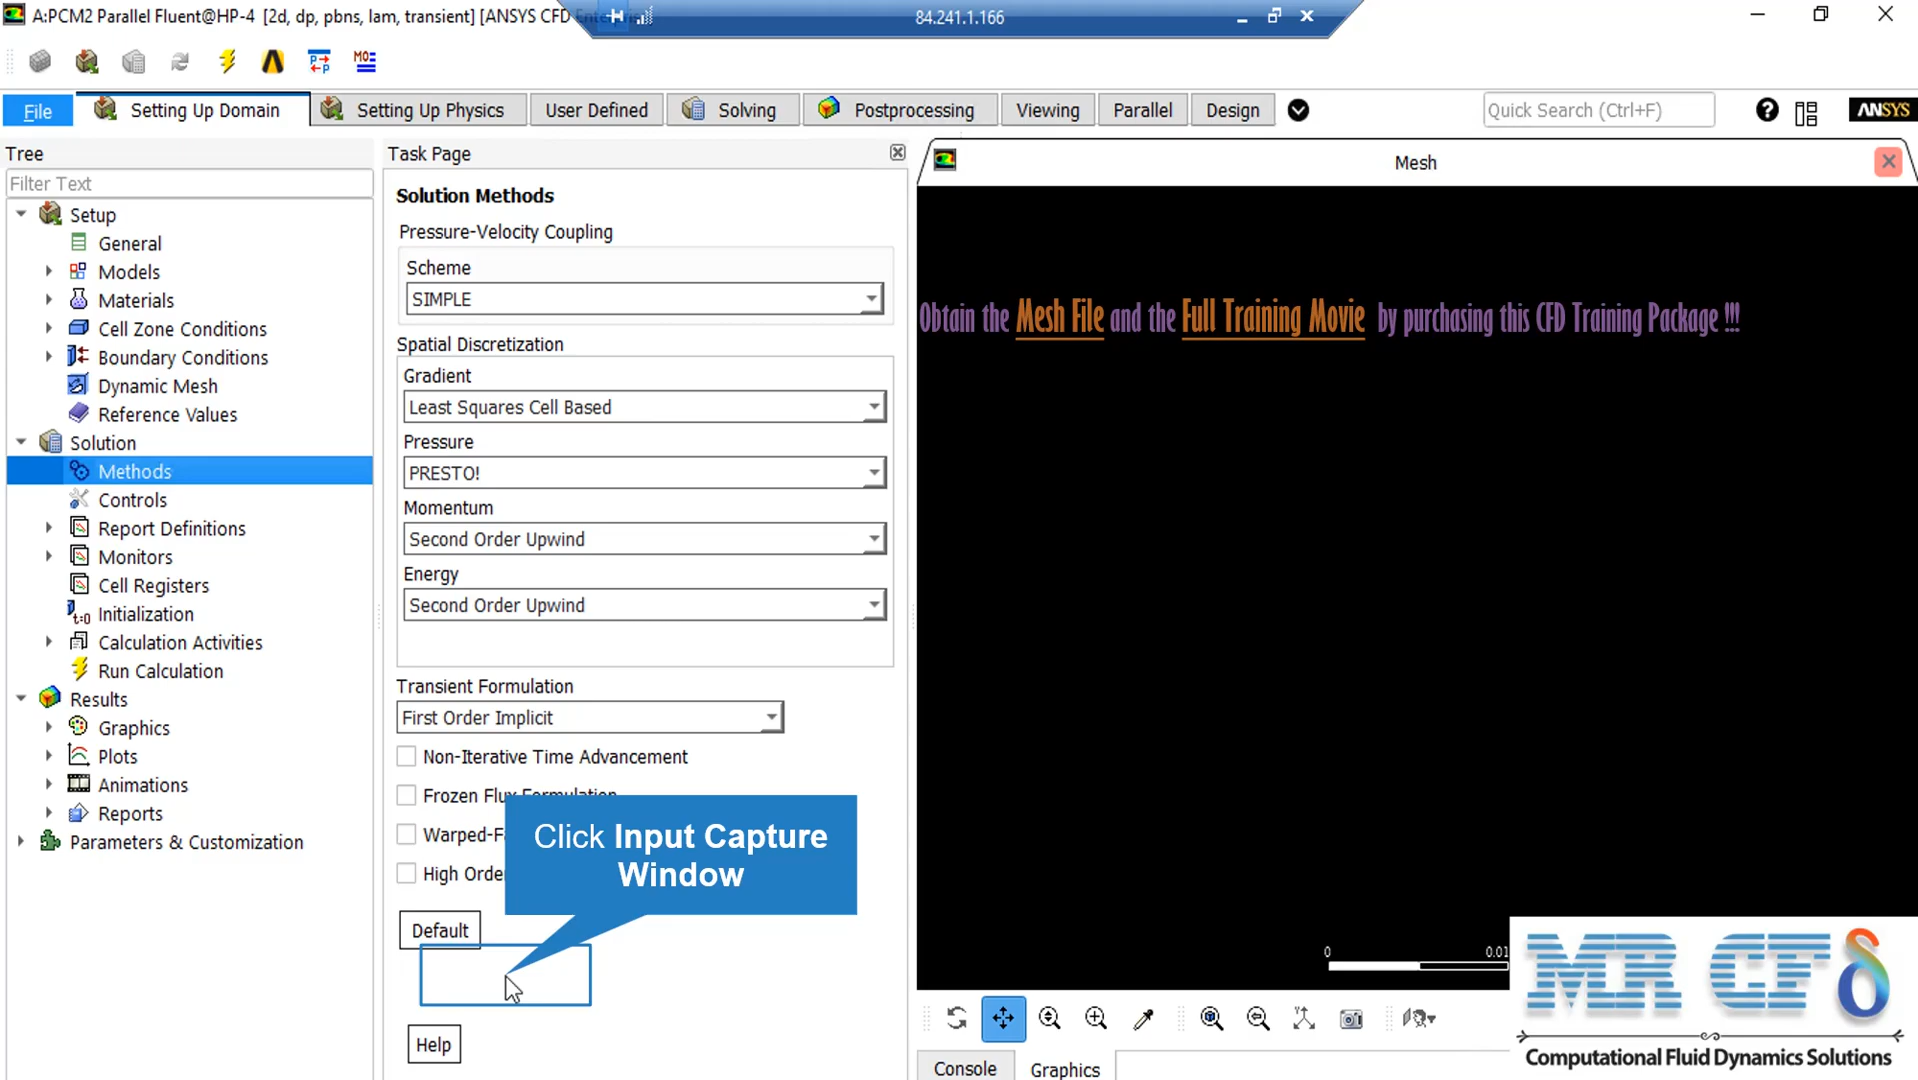 A:PCM2 Parallel Fluent@HP-4 [2d, dp, pbns, lam, transient] [ANSYS CFD
84.241.1.166
MO
File
Setting Up Domain
Setting Up Physics
User Defined
Solving
Postprocessing
Viewing
Parallel
Design
Quick Search (Ctrl+F)
ANSYS
Tree
Filter Text
Setup
General
Models
Materials
Cell Zone Conditions
Boundary Conditions
Dynamic Mesh
Reference Values
Solution
Methods
Controls
Report Definitions
Monitors
Cell Registers
Initialization
Calculation Activities
Run Calculation
Results
Graphics
Plots
Animations
Reports
Parameters & Customization
Task Page
Solution Methods
Pressure-Velocity Coupling
Scheme
SIMPLE
Spatial Discretization
Gradient
Least Squares Cell Based
Pressure
PRESTO!
Momentum
Second Order Upwind
Energy
Second Order Upwind
Transient Formulation
First Order Implicit
Non-Iterative Time Advancement
Frozen Flux Formulation
Warped-Fa
High Orde
Click Input Capture
Window
Default
Help
Mesh
Obtain the Mesh File and the Full Training Movie by purchasing this CFD Training Package !!!
0
0.01
MR CFδ
Computational Fluid Dynamics Solutions
Console
Graphics